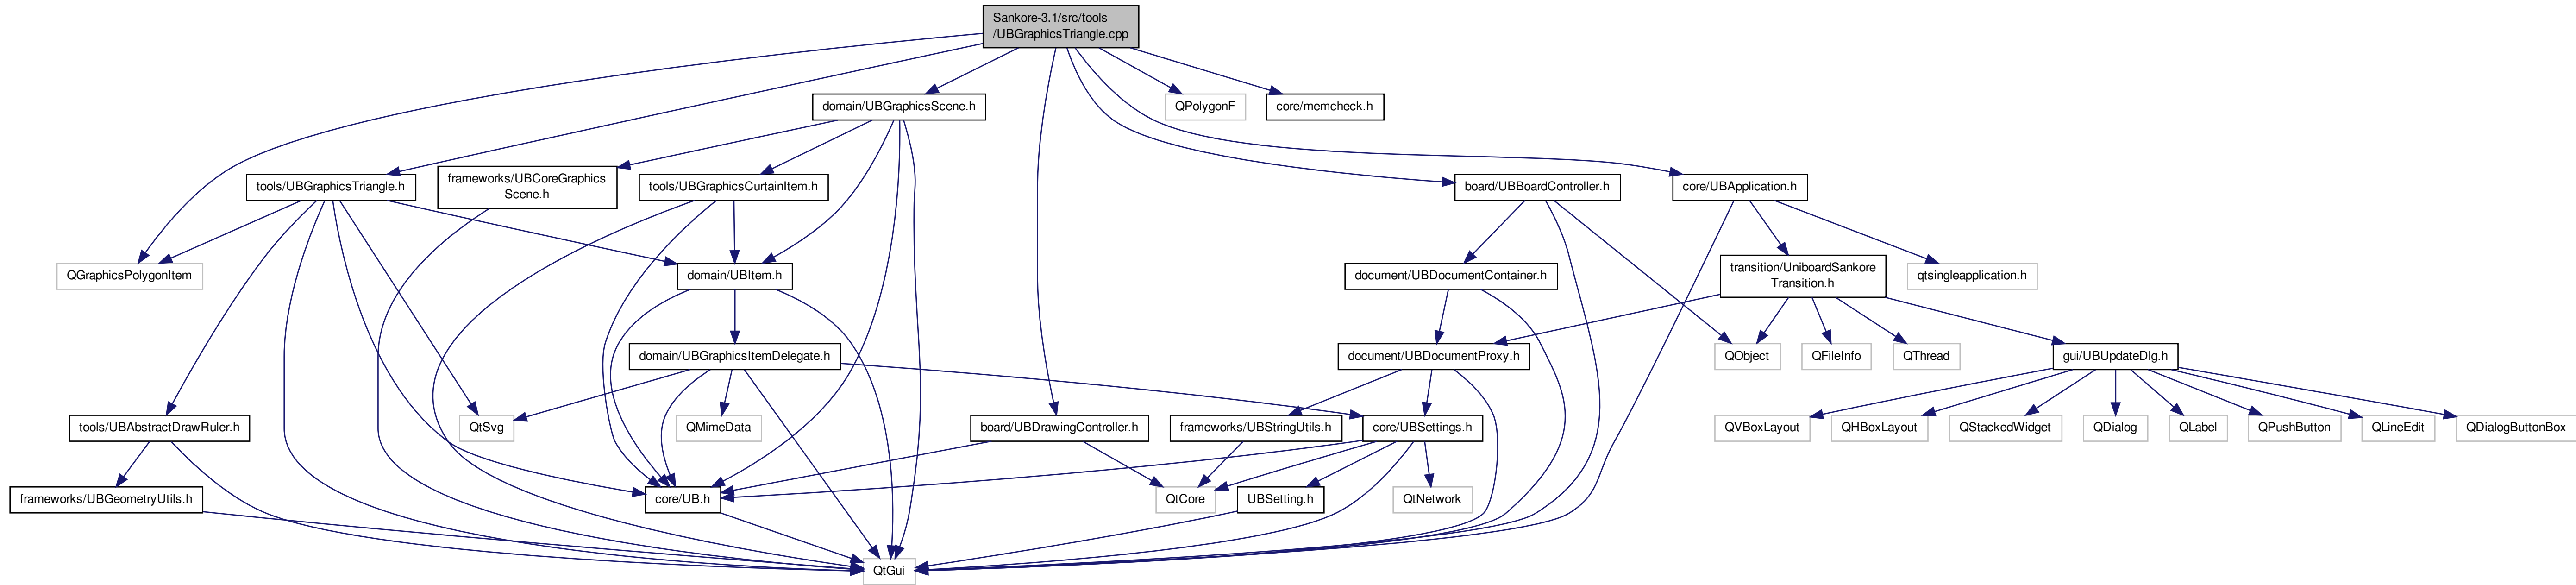 Sankore-3.1/src/tools
/UBGraphicsTriangle.cpp
domain/UBGraphicsScene.h
QPolygonF
core/memcheck.h
tools/UBGraphicsTriangle.h
frameworks/UBCoreGraphics
Scene.h
tools/UBGraphicsCurtainItem.h
board/UBBoardController.h
core/UBApplication.h
QGraphicsPolygonItem
domain/UBItem.h
document/UBDocumentContainer.h
transition/UniboardSankore
Transition.h
qtsingleapplication.h
domain/UBGraphicsItemDelegate.h
document/UBDocumentProxy.h
QObject
QFileInfo
QThread
gui/UBUpdateDlg.h
tools/UBAbstractDrawRuler.h
QtSvg
QMimeData
board/UBDrawingController.h
frameworks/UBStringUtils.h
core/UBSettings.h
QVBoxLayout
QHBoxLayout
QStackedWidget
QDialog
QLabel
QPushButton
QLineEdit
QDialogButtonBox
frameworks/UBGeometryUtils.h
core/UB.h
QtCore
UBSetting.h
QtNetwork
QtGui